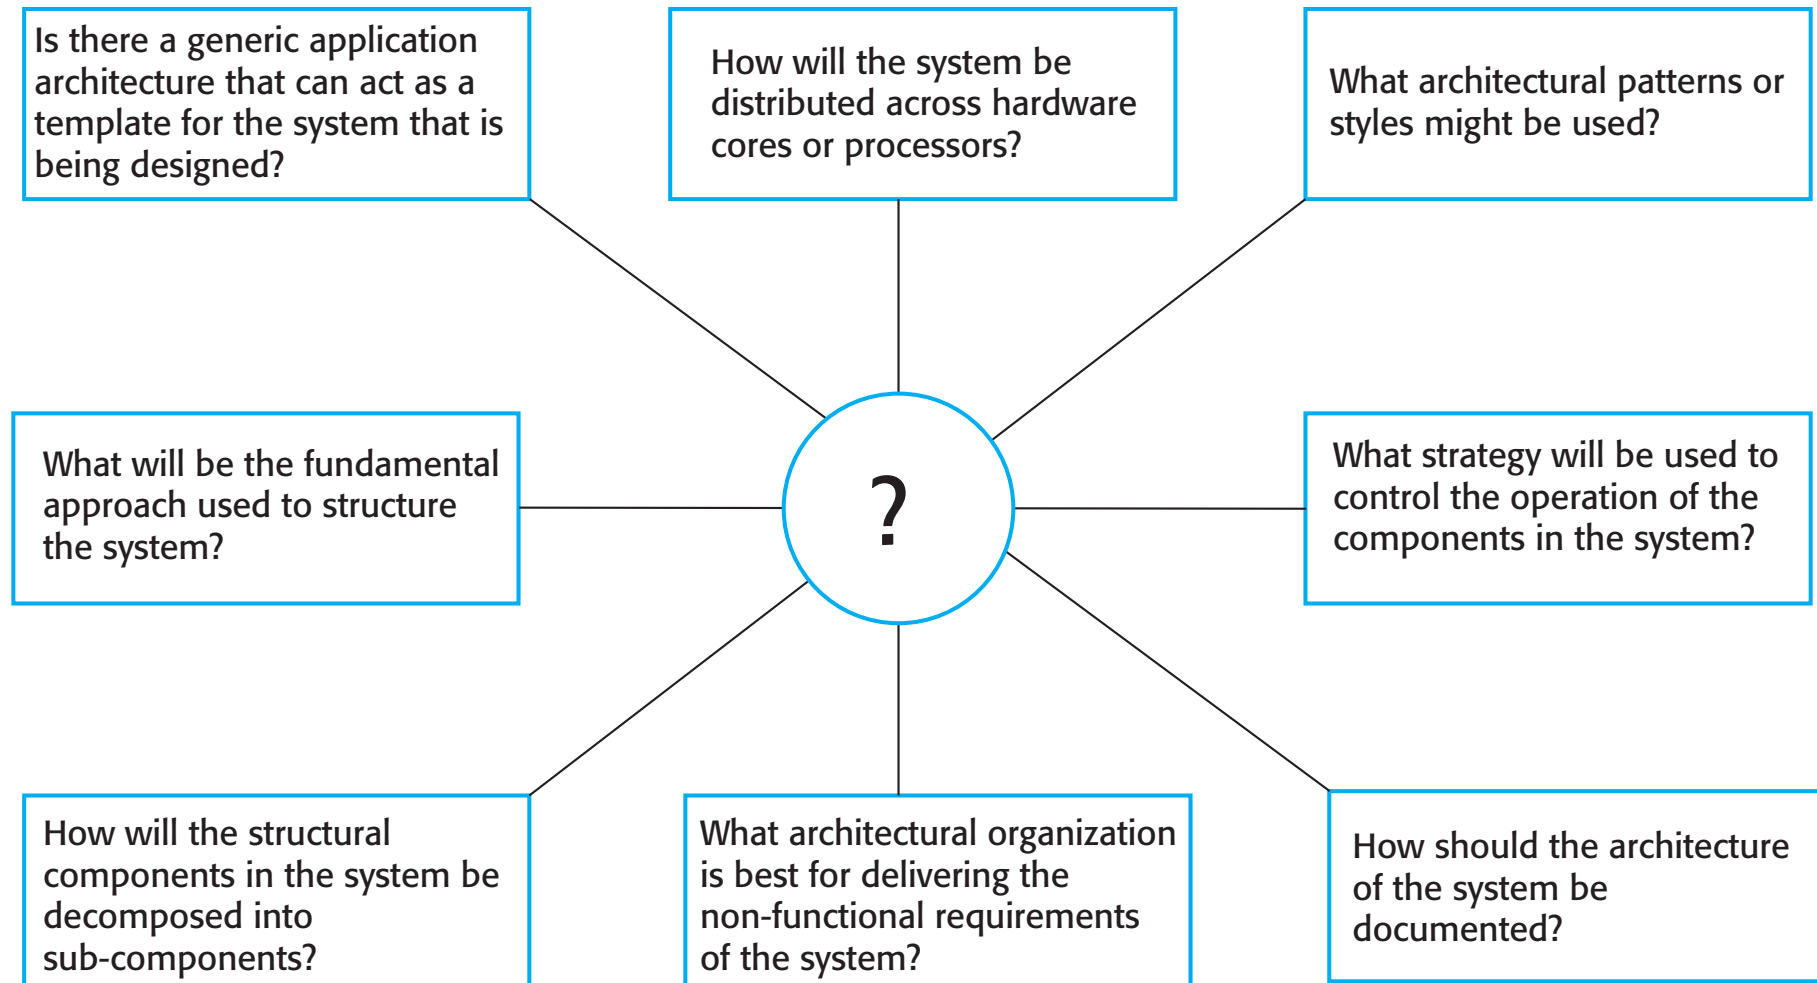 Is there a generic application
architecture that can act as a
template for the system that is
being designed?
How will the system be
distributed across hardware
cores or processors?
What architectural patterns or
styles might be used?
What will be the fundamental
approach used to structure
the system?
?
What strategy will be used to
control the operation of the
components in the system?
How will the structural
components in the system be
decomposed into
sub-components?
What architectural organization
is best for delivering the
non-functional requirements
of the system?
How should the architecture
of the system be
documented?